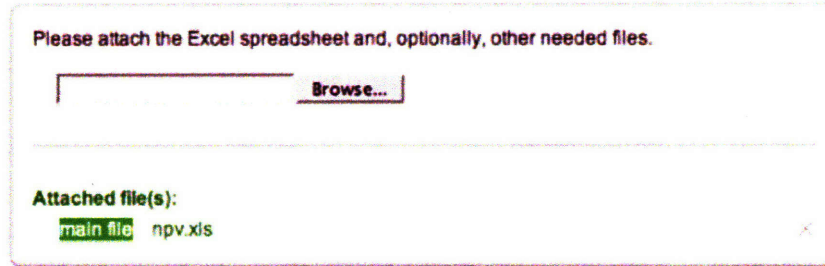 Please attach the Excel spreadsheet and, optionally, other needed files.
Browse...
Attached file(s):
main file npv.xls